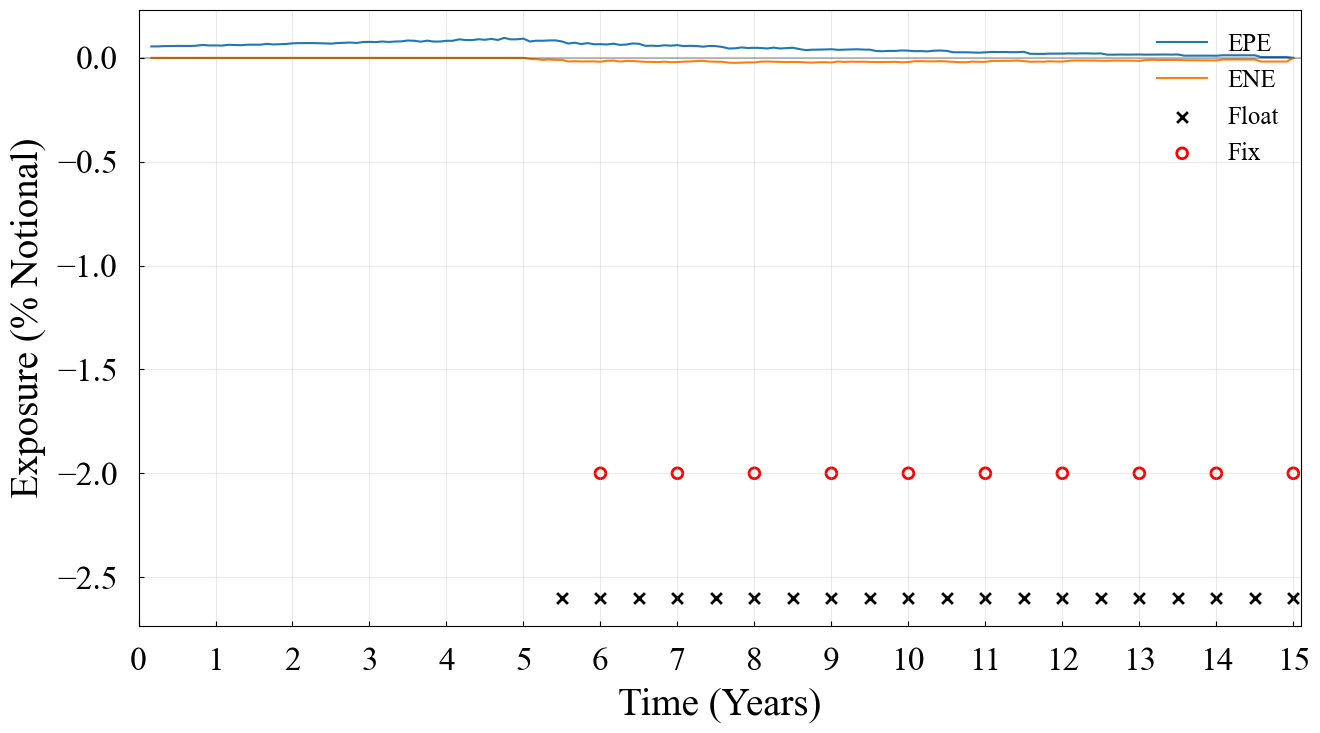 EPE
ENE
Float
Fix
0.0
−0.5
−1.0
−1.5
−2.0
−2.5
Exposure (% Notional)
0 1 2 3 4 5 6 7 8 9 10 11 12 13 14 15
Time (Years)